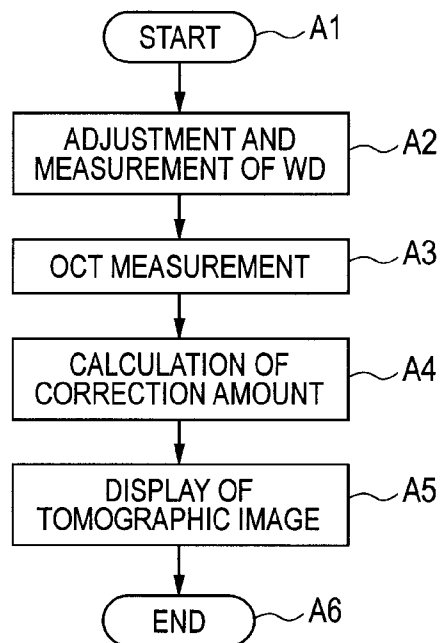 START
A1
ADJUSTMENT AND
MEASUREMENT OF WD
A2
OCT MEASUREMENT
A3
CALCULATION OF
CORRECTION AMOUNT
A4
DISPLAY OF
TOMOGRAPHIC IMAGE
A5
END
A6